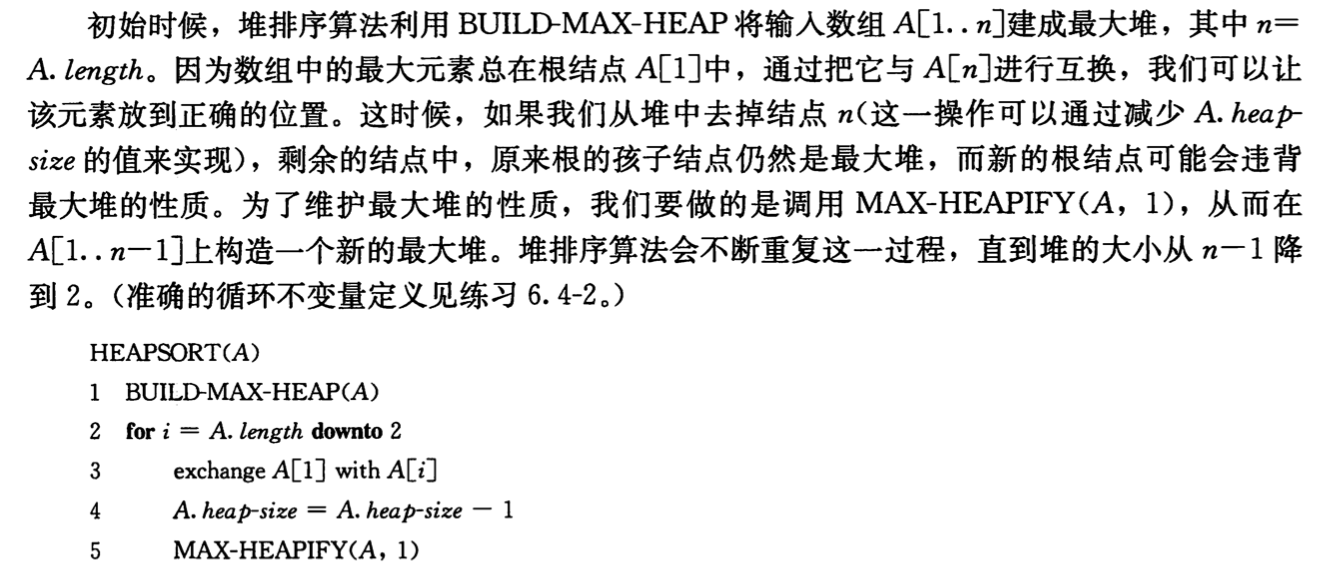 初始时候，堆排序算法利用 BUILD-MAX-HEAP 将输入数组 A[1..n]建成最大堆，其中 n=
A.length。因为数组中的最大元素总在根结点 A[1]中，通过把它与 A[n]进行互换，我们可以让
该元素放到正确的位置。这时候，如果我们从堆中去掉结点 n(这一操作可以通过减少 A.heap-
size 的值来实现)，剩余的结点中，原来根的孩子结点仍然是最大堆，而新的根结点可能会违背
最大堆的性质。为了维护最大堆的性质，我们要做的是调用 MAX-HEAPIFY(A，1)，从而在
A[1..n−1]上构造一个新的最大堆。堆排序算法会不断重复这一过程，直到堆的大小从 n−1 降
到 2。(准确的循环不变量定义见练习 6.4-2。)
HEAPSORT(A)
1 BUILD-MAX-HEAP(A)
2 for i = A.length downto 2
3 exchange A[1] with A[i]
4 A.heap-size = A.heap-size − 1
5 MAX-HEAPIFY(A，1)